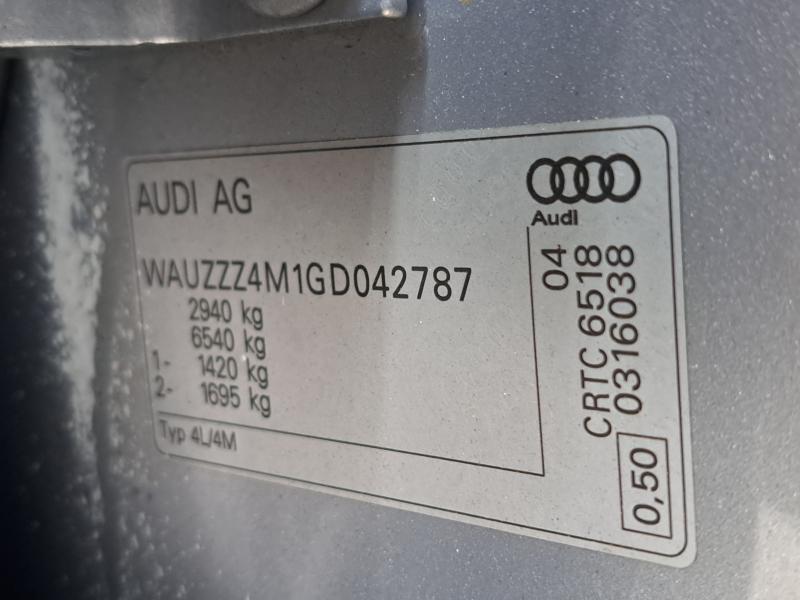 AUDI AG
Audi
WAUZZZ4M1GD042787
2940 kg
6540 kg
1- 1420 kg
2- 1695 kg
Typ 4L/4M
04
CRTC 6518
0316038
0,50